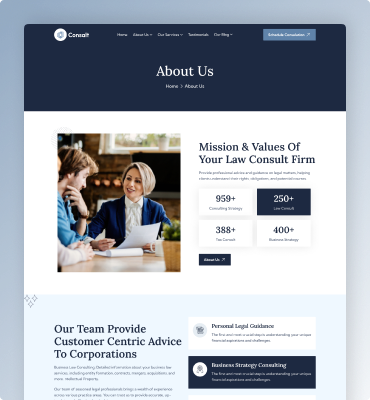 Consalt
Home About Us Our Services Testimonials Our Blog
Schedule Consultation
About Us
Home > About Us
Mission & Values Of
Your Law Consult Firm
Provide professional advice and guidance on legal matters, helping
clients understand their rights, obligations, and potential courses.
959+
Consulting Strategy
250+
Law Consult
388+
Tax Consult
400+
Business Strategy
About Us
Our Team Provide
Customer Centric Advice
To Corporations
Business Law Consulting: Detailed information about your business law
services, including entity formation, contracts, mergers, acquisitions, and
more. Intellectual Property.
Our team of seasoned legal professionals brings a wealth of experience
across various practice areas. You can trust us to provide accurate, up-
Personal Legal Guidance
The first and most crucial step is understanding your unique
financial aspirations and challenges.
Business Strategy Consulting
The first and most crucial step is understanding your unique
financial aspirations and challenges.